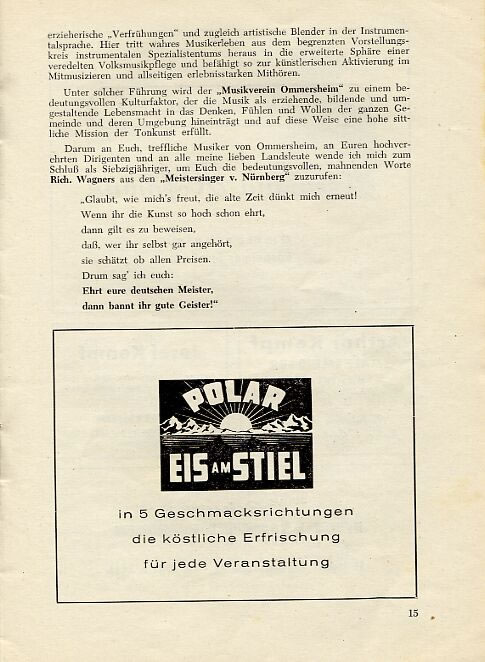 erzieherische „Verfrühungen" und zugleich artistische Blender in der Instrumen-
talsprache. Hier tritt wahres Musikerleben aus dem begrenzten Vorstellungs-
kreis instrumentalen Spezialistentums heraus in die erweiterte Sphäre einer
veredelten Volksmusikpflege und befähigt so zur künstlerischen Aktivierung im
Mitmusizieren und allseitigen erlebnisstarken Mithören.
Unter solcher Führung wird der „Musikverein Ommersheim" zu einem be-
deutungsvollen Kulturfaktor, der die Musik als erziehende, bildende und um-
gestaltende Lebensmacht in das Denken, Fühlen und Wollen der ganzen Ge-
meinde und deren Umgebung hineinträgt und auf diese Weise eine hohe sitt-
liche Mission der Tonkunst erfüllt.
Darum an Euch, treffliche Musiker von Ommersheim, an Euren hochver-
ehrten Dirigenten und an alle meine lieben Landsleute wende ich mich zum
Schluß als Siebzigjähriger, um Euch die bedeutungsvollen, mahnenden Worte
Rich. Wagners aus den „Meistersinger v. Nürnberg" zuzurufen:
„Glaubt, wie mich's freut, die alte Zeit dünkt mich erneut!
Wenn ihr die Kunst so hoch schon ehrt,
dann gilt es zu beweisen,
daß, wer ihr selbst gar angehört,
sie schätzt ob allen Preisen.
Drum sag' ich euch:
Ehrt eure deutschen Meister,
dann bannt ihr gute Geister!"
POLAR
EIS AM STIEL
in 5 Geschmacksrichtungen
die köstliche Erfrischung
für jede Veranstaltung
15